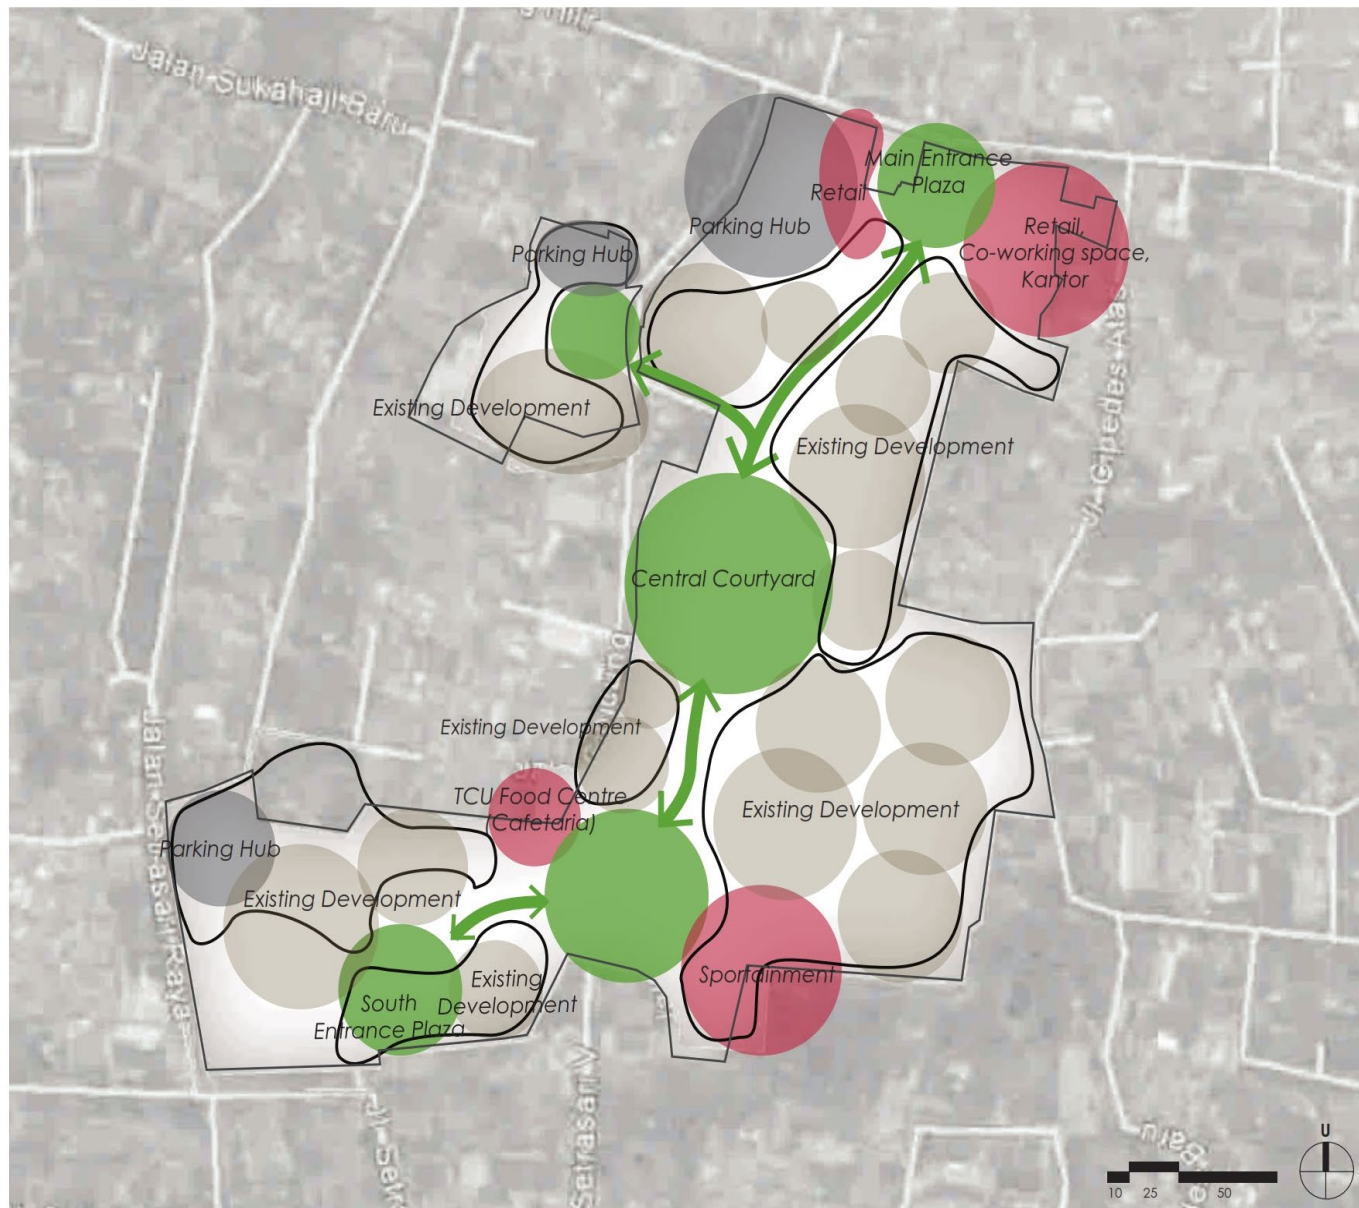 Jalan Sukahaji Baru
Main Entrance
Plaza
Retail
Parking Hub
Retail,
Co-working space,
Kantor
Parking Hub
Existing Development
Existing Development
Central Courtyard
Existing Development
TCU Food Centre
(Cafetaria)
Existing Development
Parking Hub
Existing Development
Sportainment
Existing
Development
South
Entrance Plaza
Jalan Setrasari Raya
Setrasari V
Baru
U
10 25 50